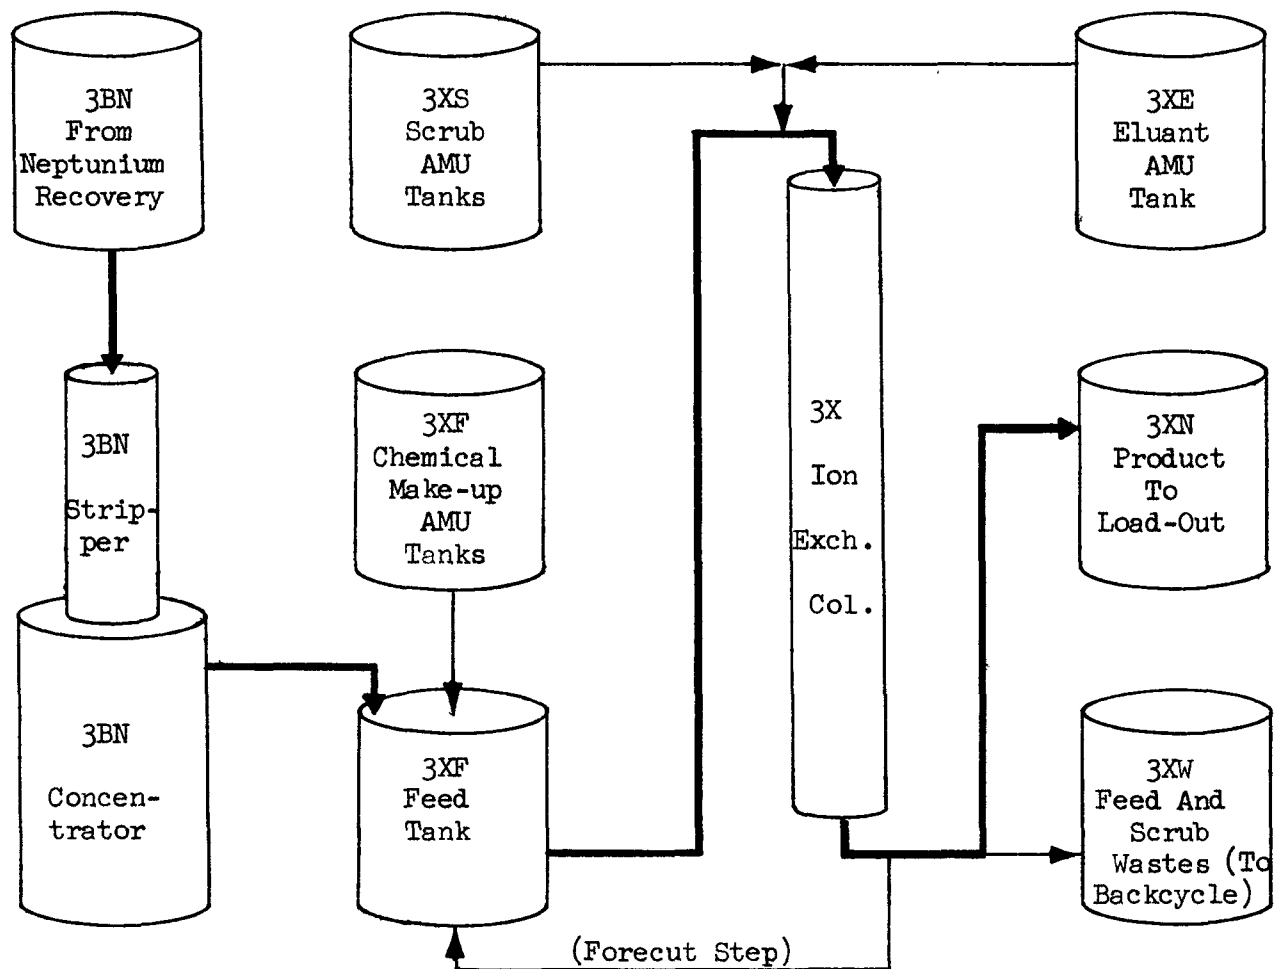 3BN
From
Neptunium
Recovery
3XS
Scrub
AMU
Tanks
3XE
Eluant
AMU
Tank
3BN
Strip-
per
3XF
Chemical
Make-up
AMU
Tanks
3X
Ion
Exch.
Col.
3XN
Product
To
Load-Out
3BN
Concen-
trator
3XF
Feed
Tank
3XW
Feed And
Scrub
Wastes (To
Backcycle)
(Forecut Step)